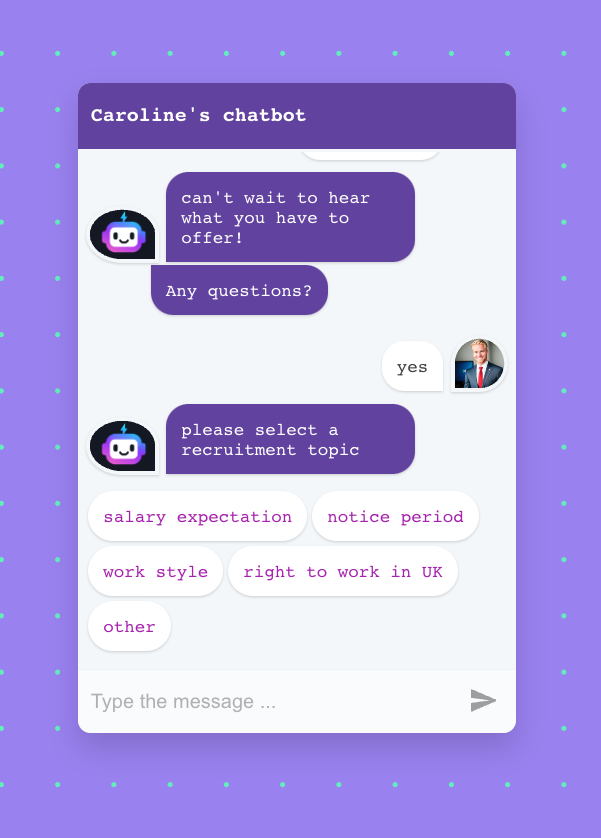 Caroline's chatbot
can't wait to hear
what you have to
offer!
Any questions?
yes
please select a
recruitment topic
salary expectation
notice period
work style
right to work in UK
other
Type the message ...